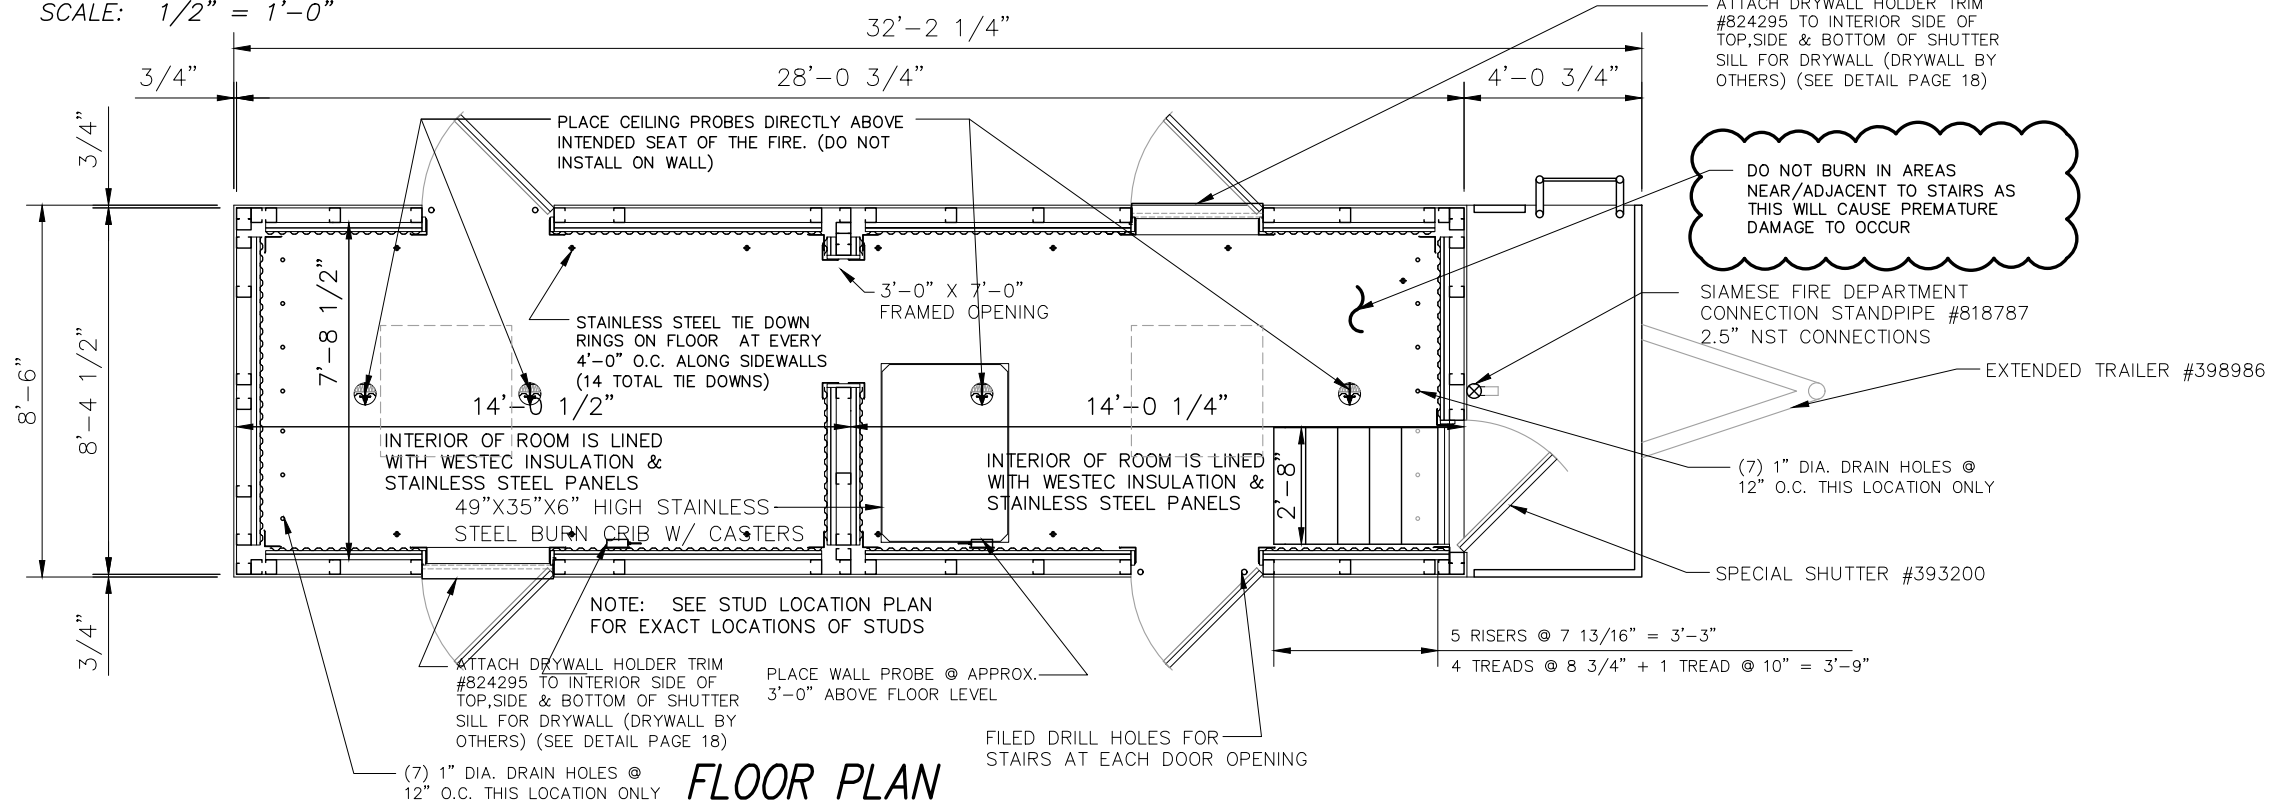 SCALE: 1/2" = 1'-0"
32'-2 1/4"
3/4"
28'-0 3/4"
4'-0 3/4"
ATTACH DRYWALL HOLDER TRIM
#824295 TO INTERIOR SIDE OF
TOP,SIDE & BOTTOM OF SHUTTER
SILL FOR DRYWALL (DRYWALL BY
OTHERS) (SEE DETAIL PAGE 18)
3/4"
PLACE CEILING PROBES DIRECTLY ABOVE
INTENDED SEAT OF THE FIRE. (DO NOT
INSTALL ON WALL)
DO NOT BURN IN AREAS
NEAR/ADJACENT TO STAIRS AS
THIS WILL CAUSE PREMATURE
DAMAGE TO OCCUR
8'-6"
8'-4 1/2"
7'-8 1/2"
3'-0" X 7'-0"
FRAMED OPENING
SIAMESE FIRE DEPARTMENT
CONNECTION STANDPIPE #818787
2.5" NST CONNECTIONS
STAINLESS STEEL TIE DOWN
RINGS ON FLOOR AT EVERY
4'-0" O.C. ALONG SIDEWALLS
(14 TOTAL TIE DOWNS)
EXTENDED TRAILER #398986
14'-0 1/2"
14'-0 1/4"
INTERIOR OF ROOM IS LINED
WITH WESTEC INSULATION &
STAINLESS STEEL PANELS
INTERIOR OF ROOM IS LINED
WITH WESTEC INSULATION &
STAINLESS STEEL PANELS
2'-8"
(7) 1" DIA. DRAIN HOLES @
12" O.C. THIS LOCATION ONLY
49"X35"X6" HIGH STAINLESS
STEEL BURN CRIB W/ CASTERS
SPECIAL SHUTTER #393200
3/4"
NOTE: SEE STUD LOCATION PLAN
FOR EXACT LOCATIONS OF STUDS
5 RISERS @ 7 13/16" = 3'-3"
4 TREADS @ 8 3/4" + 1 TREAD @ 10" = 3'-9"
ATTACH DRYWALL HOLDER TRIM
#824295 TO INTERIOR SIDE OF
TOP,SIDE & BOTTOM OF SHUTTER
SILL FOR DRYWALL (DRYWALL BY
OTHERS) (SEE DETAIL PAGE 18)
PLACE WALL PROBE @ APPROX.
3'-0" ABOVE FLOOR LEVEL
FILED DRILL HOLES FOR
STAIRS AT EACH DOOR OPENING
(7) 1" DIA. DRAIN HOLES @
12" O.C. THIS LOCATION ONLY
FLOOR PLAN